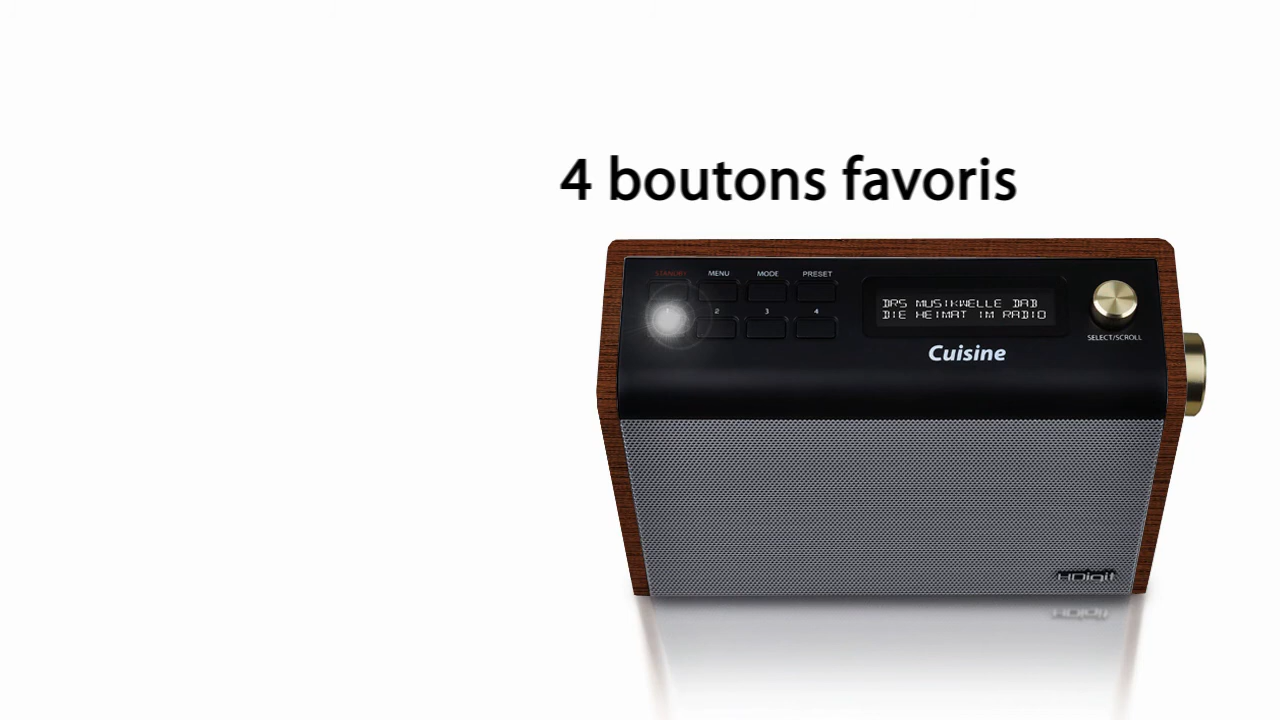 4 boutons favoris
STANDBY MENU MODE PRESET
2 3 4
DRS MUSIKWELLE DAB
DIE HEIMAT IM RADIO
SELECT/SCROLL
Cuisine
HDigit